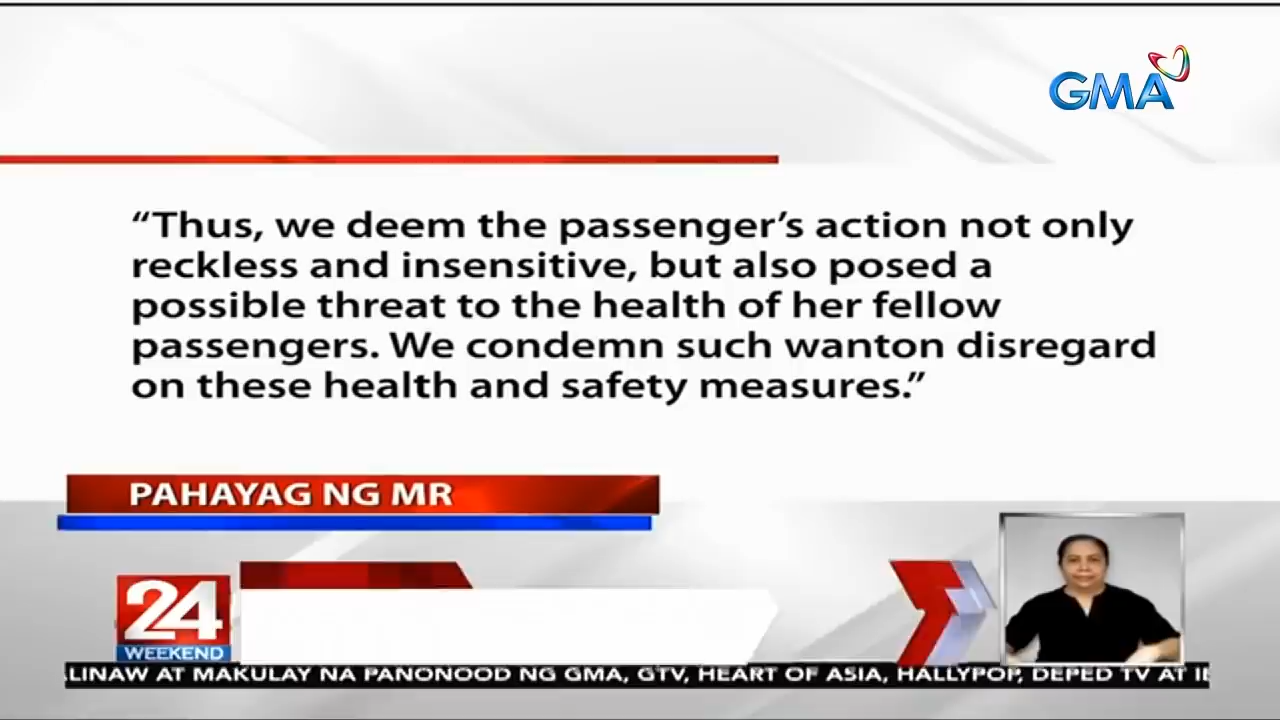 GMA
“Thus, we deem the passenger’s action not only
reckless and insensitive, but also posed a
possible threat to the health of her fellow
passengers. We condemn such wanton disregard
on these health and safety measures.”
PAHAYAG NG MR
24
WEEKEND
LINAW AT MAKULAY NA PANONOOD NG GMA, GTV, HEART OF ASIA, HALLYPOP, DEPED TV AT